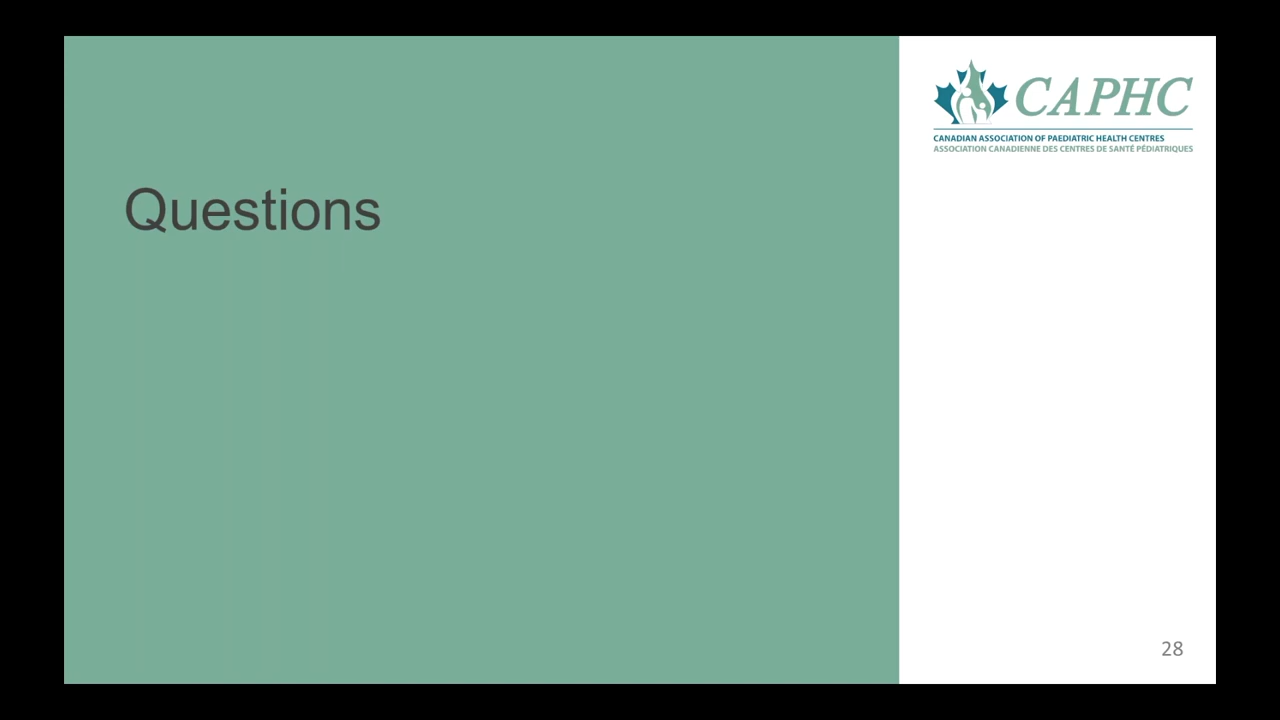 Questions
CAPHC
CANADIAN ASSOCIATION OF PAEDIATRIC HEALTH CENTRES
ASSOCIATION CANADIENNE DES CENTRES DE SANTÉ PÉDIATRIQUES
28